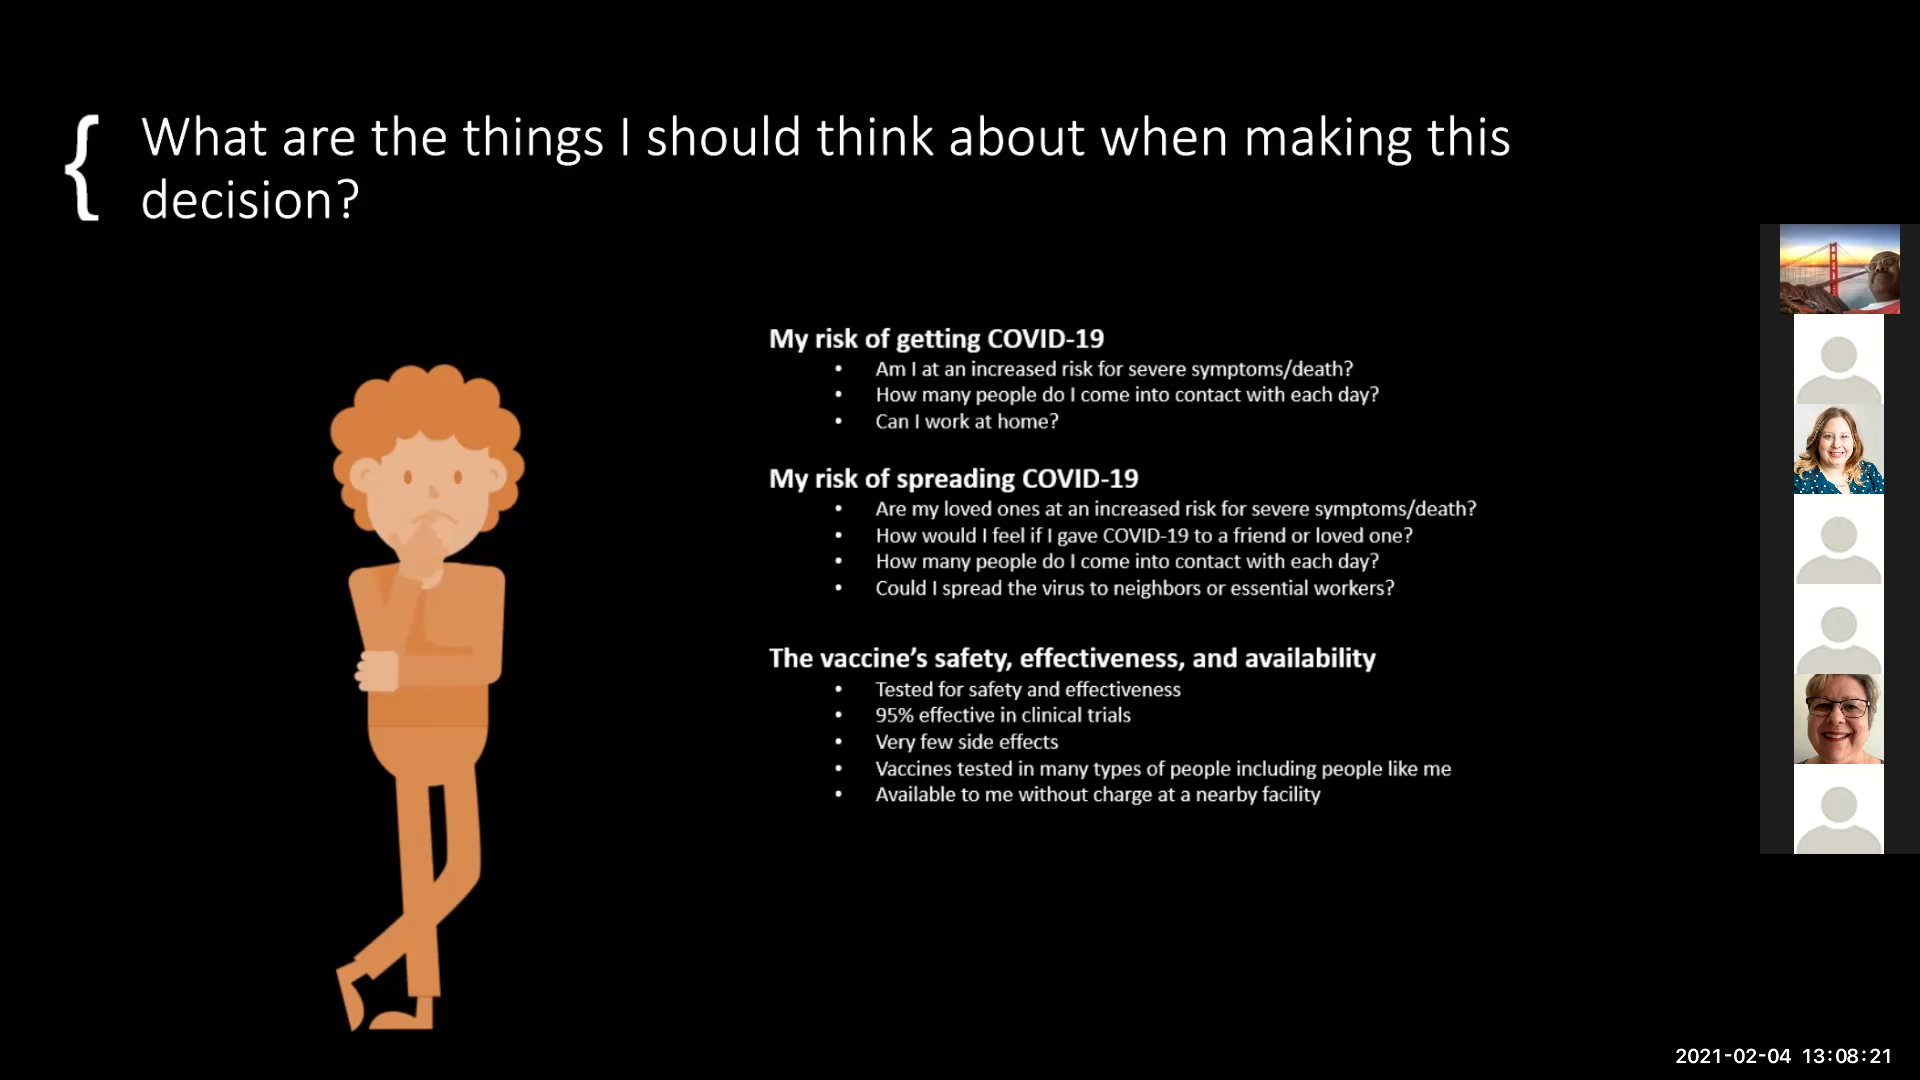 { What are the things I should think about when making this
decision?
My risk of getting COVID-19
• Am I at an increased risk for severe symptoms/death?
• How many people do I come into contact with each day?
• Can I work at home?
My risk of spreading COVID-19
• Are my loved ones at an increased risk for severe symptoms/death?
• How would I feel if I gave COVID-19 to a friend or loved one?
• How many people do I come into contact with each day?
• Could I spread the virus to neighbors or essential workers?
The vaccine’s safety, effectiveness, and availability
• Tested for safety and effectiveness
• 95% effective in clinical trials
• Very few side effects
• Vaccines tested in many types of people including people like me
• Available to me without charge at a nearby facility
2021-02-04 13:08:21